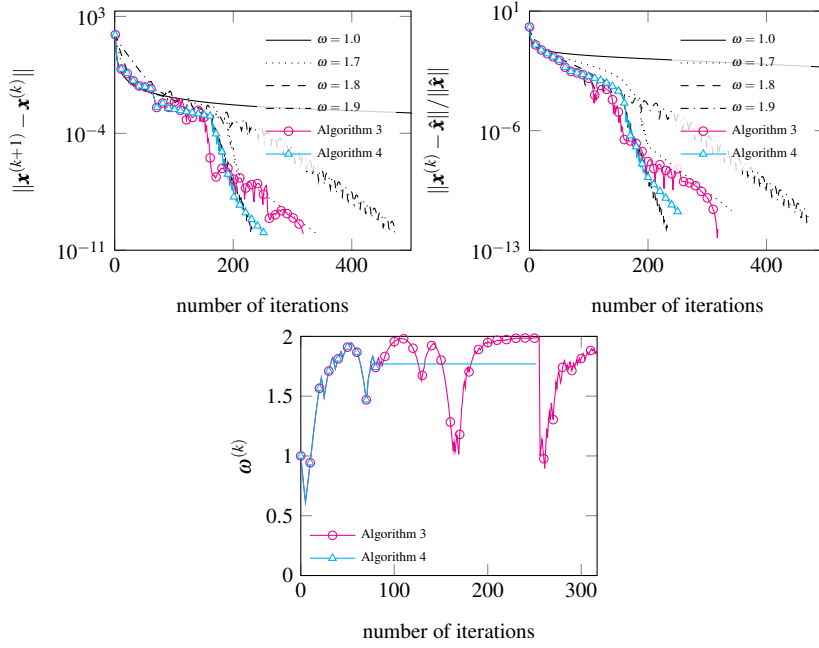 10^3
10^{-4}
10^{-11}
0
200
400
number of iterations
‖x^{(k+1)} − x^{(k)}‖
ω = 1.0
ω = 1.7
ω = 1.8
ω = 1.9
Algorithm 3
Algorithm 4
10^1
10^{-6}
10^{-13}
0
200
400
number of iterations
‖x^{(k)} − x̂‖/‖x̂‖
ω = 1.0
ω = 1.7
ω = 1.8
ω = 1.9
Algorithm 3
Algorithm 4
2
1.5
1
0.5
0
0
100
200
300
number of iterations
ω^{(k)}
Algorithm 3
Algorithm 4